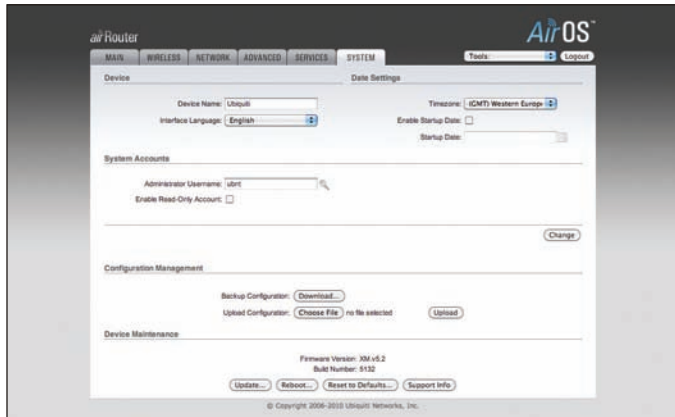 airRouter
AirOS™
MAIN WIRELESS NETWORK ADVANCED SERVICES SYSTEM Tools: Logout
Device Date Settings
Device Name: Ubiquiti Timezone: (GMT) Western Europe
Interface Language: English Enable Startup Date:
Startup Date:
System Accounts
Administrator Username: ubnt
Enable Read-Only Account:
Change
Configuration Management
Backup Configuration: Download...
Upload Configuration: Choose File no file selected Upload
Device Maintenance
Firmware Version: XM.v5.2
Build Number: 5132
Update... Reboot... Reset to Defaults... Support Info
© Copyright 2006-2010 Ubiquiti Networks, Inc.